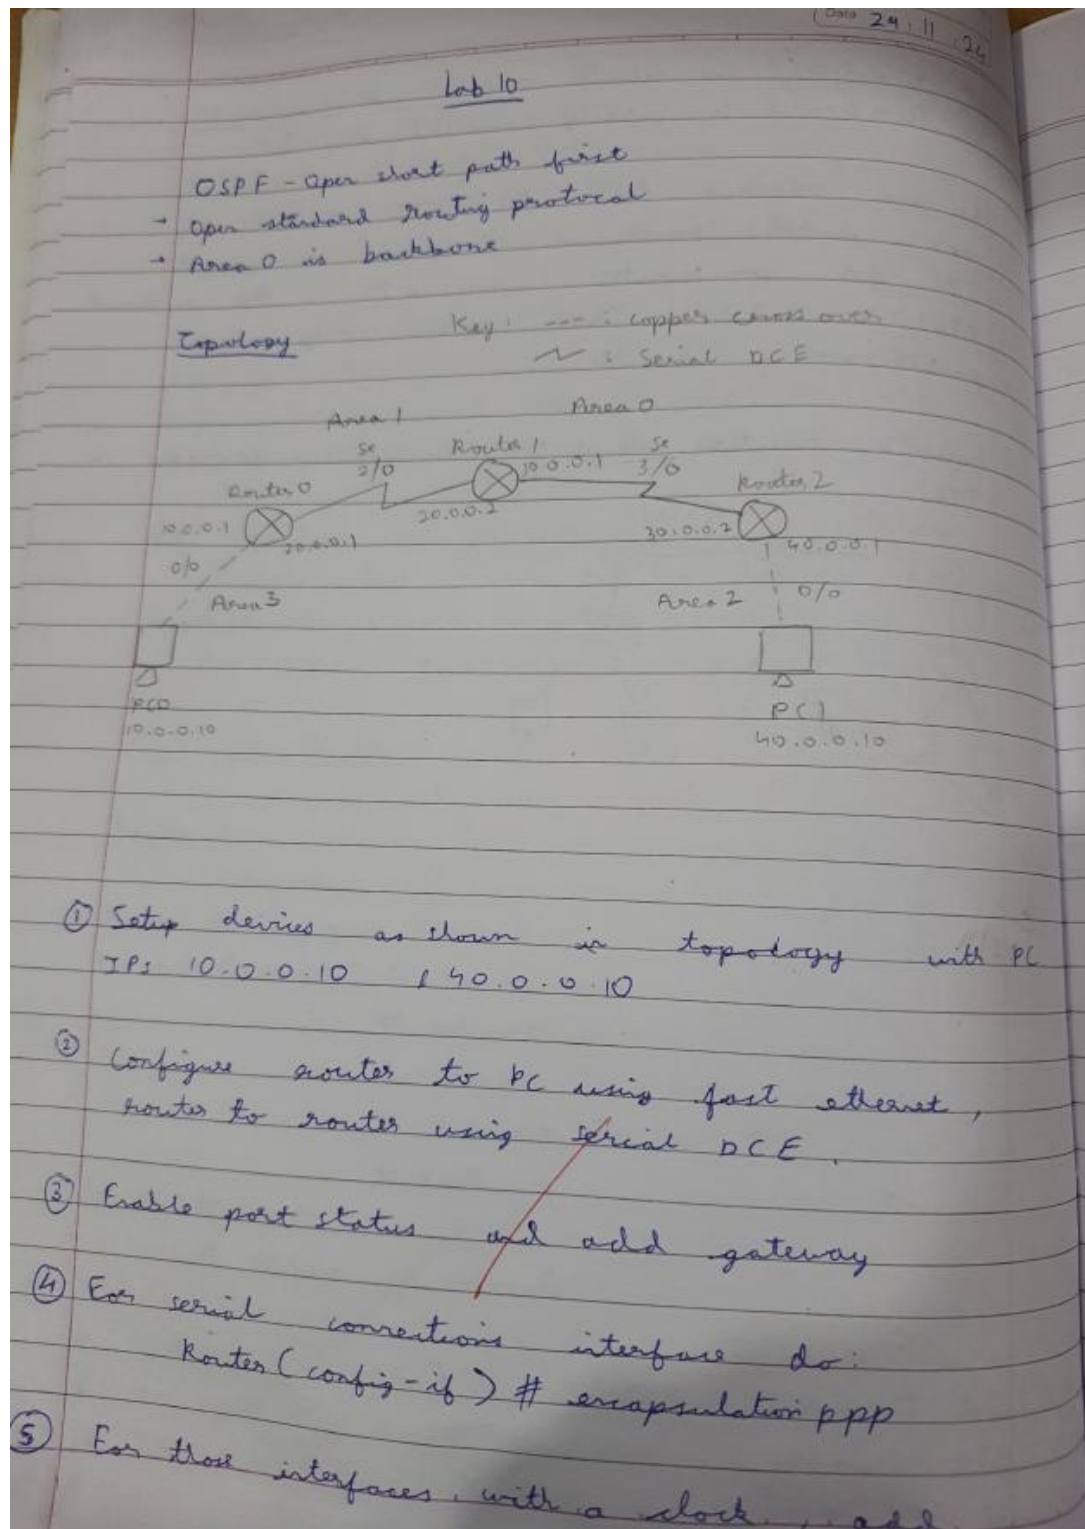 Date 29.11.24
Lab 10
OSPF - Open short path first
→ Open standard routing protocal
→ Area 0 is backbone
Topology
Key: --- : copper cross over
: Serial DCE
Area 1 Area 0
Se 2/0 Router 1 Se 3/0
Router 0 Router 2
10.0.0.1 20.0.0.1 20.0.0.2 30.0.0.1 30.0.0.2 40.0.0.1
0/0 Area 3 Area 2 0/0
PC0 PC1
10.0.0.10 40.0.0.10
① Setup devices as shown in topology with PC
IPs 10.0.0.10 & 40.0.0.10
② Configure router to PC using fast ethernet,
router to router using serial DCE.
③ Enable port status and add gateway
④ For serial connections interface do:
Router (config-if) # encapsulation ppp
⑤ For those interfaces, with a clock, add